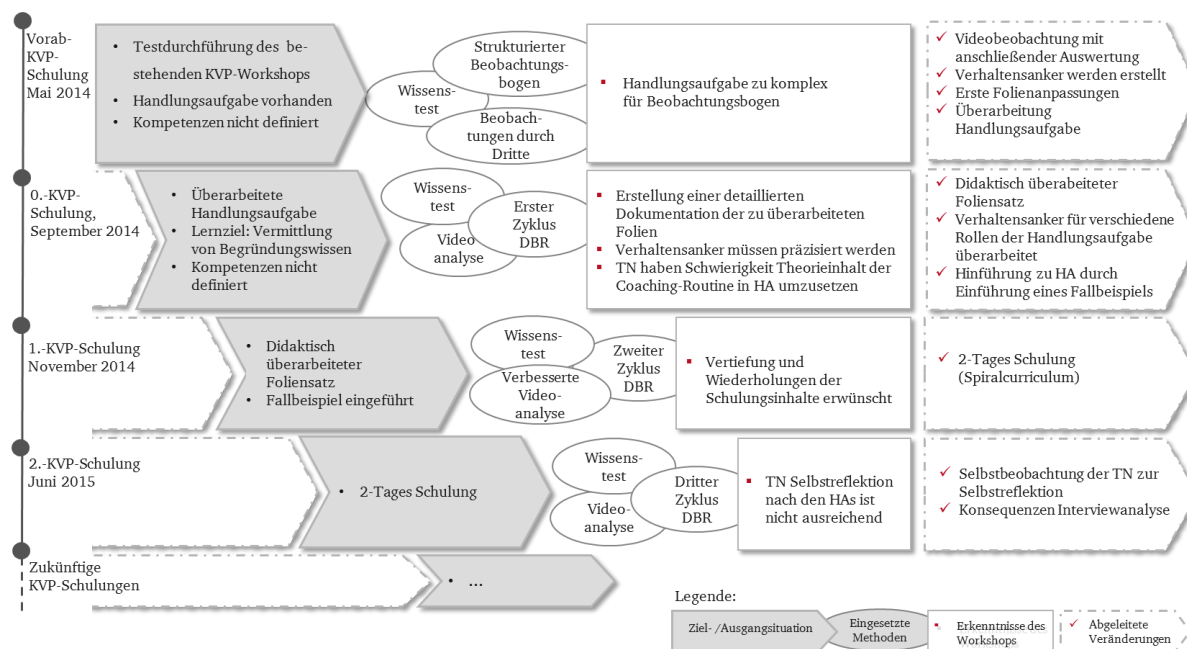 Vorab-
KVP-
Schulung
Mai 2014
• Testdurchführung des be-
stehenden KVP-Workshops
• Handlungsaufgabe vorhanden
• Kompetenzen nicht definiert
Wissens-
test
Strukturierter
Beobachtungs-
bogen
Beobach-
tungen durch
Dritte
Handlungsaufgabe zu komplex
für Beobachtungsbogen
✓ Videobeobachtung mit
anschließender Auswertung
✓ Verhaltensanker werden erstellt
✓ Erste Folienanpassungen
✓ Überarbeitung
Handlungsaufgabe
0.-KVP-
Schulung,
September 2014
• Überarbeitete
Handlungsaufgabe
• Lernziel: Vermittlung
von Begründungswissen
• Kompetenzen nicht
definiert
Wissens-
test
Video
analyse
Erster
Zyklus
DBR
Erstellung einer detaillierten
Dokumentation der zu überarbeiteten
Folien
Verhaltensanker müssen präzisiert werden
TN haben Schwierigkeit Theorieinhalt der
Coaching-Routine in HA umzusetzen
✓ Didaktisch überabeiteter
Foliensatz
✓ Verhaltensanker für verschiedene
Rollen der Handlungsaufgabe
überarbeitet
✓ Hinführung zu HA durch
Einführung eines Fallbeispiels
1.-KVP-Schulung
November 2014
• Didaktisch
überarbeiteter
Foliensatz
• Fallbeispiel eingeführt
Wissens-
test
Verbesserte
Video-
analyse
Zweiter
Zyklus
DBR
Vertiefung und
Wiederholungen der
Schulungsinhalte erwünscht
✓ 2-Tages Schulung
(Spiralcurriculum)
2.-KVP-Schulung
Juni 2015
• 2-Tages Schulung
Wissens-
test
Video-
analyse
Dritter
Zyklus
DBR
TN Selbstreflektion
nach den HAs ist
nicht ausreichend
✓ Selbstbeobachtung der TN zur
Selbstreflektion
✓ Konsequenzen Interviewanalyse
Zukünftige
KVP-Schulungen
• ...
Legende:
Ziel- /Ausgangsituation
Eingesetzte
Methoden
Erkenntnisse des
Workshops
✓ Abgeleitete
Veränderungen